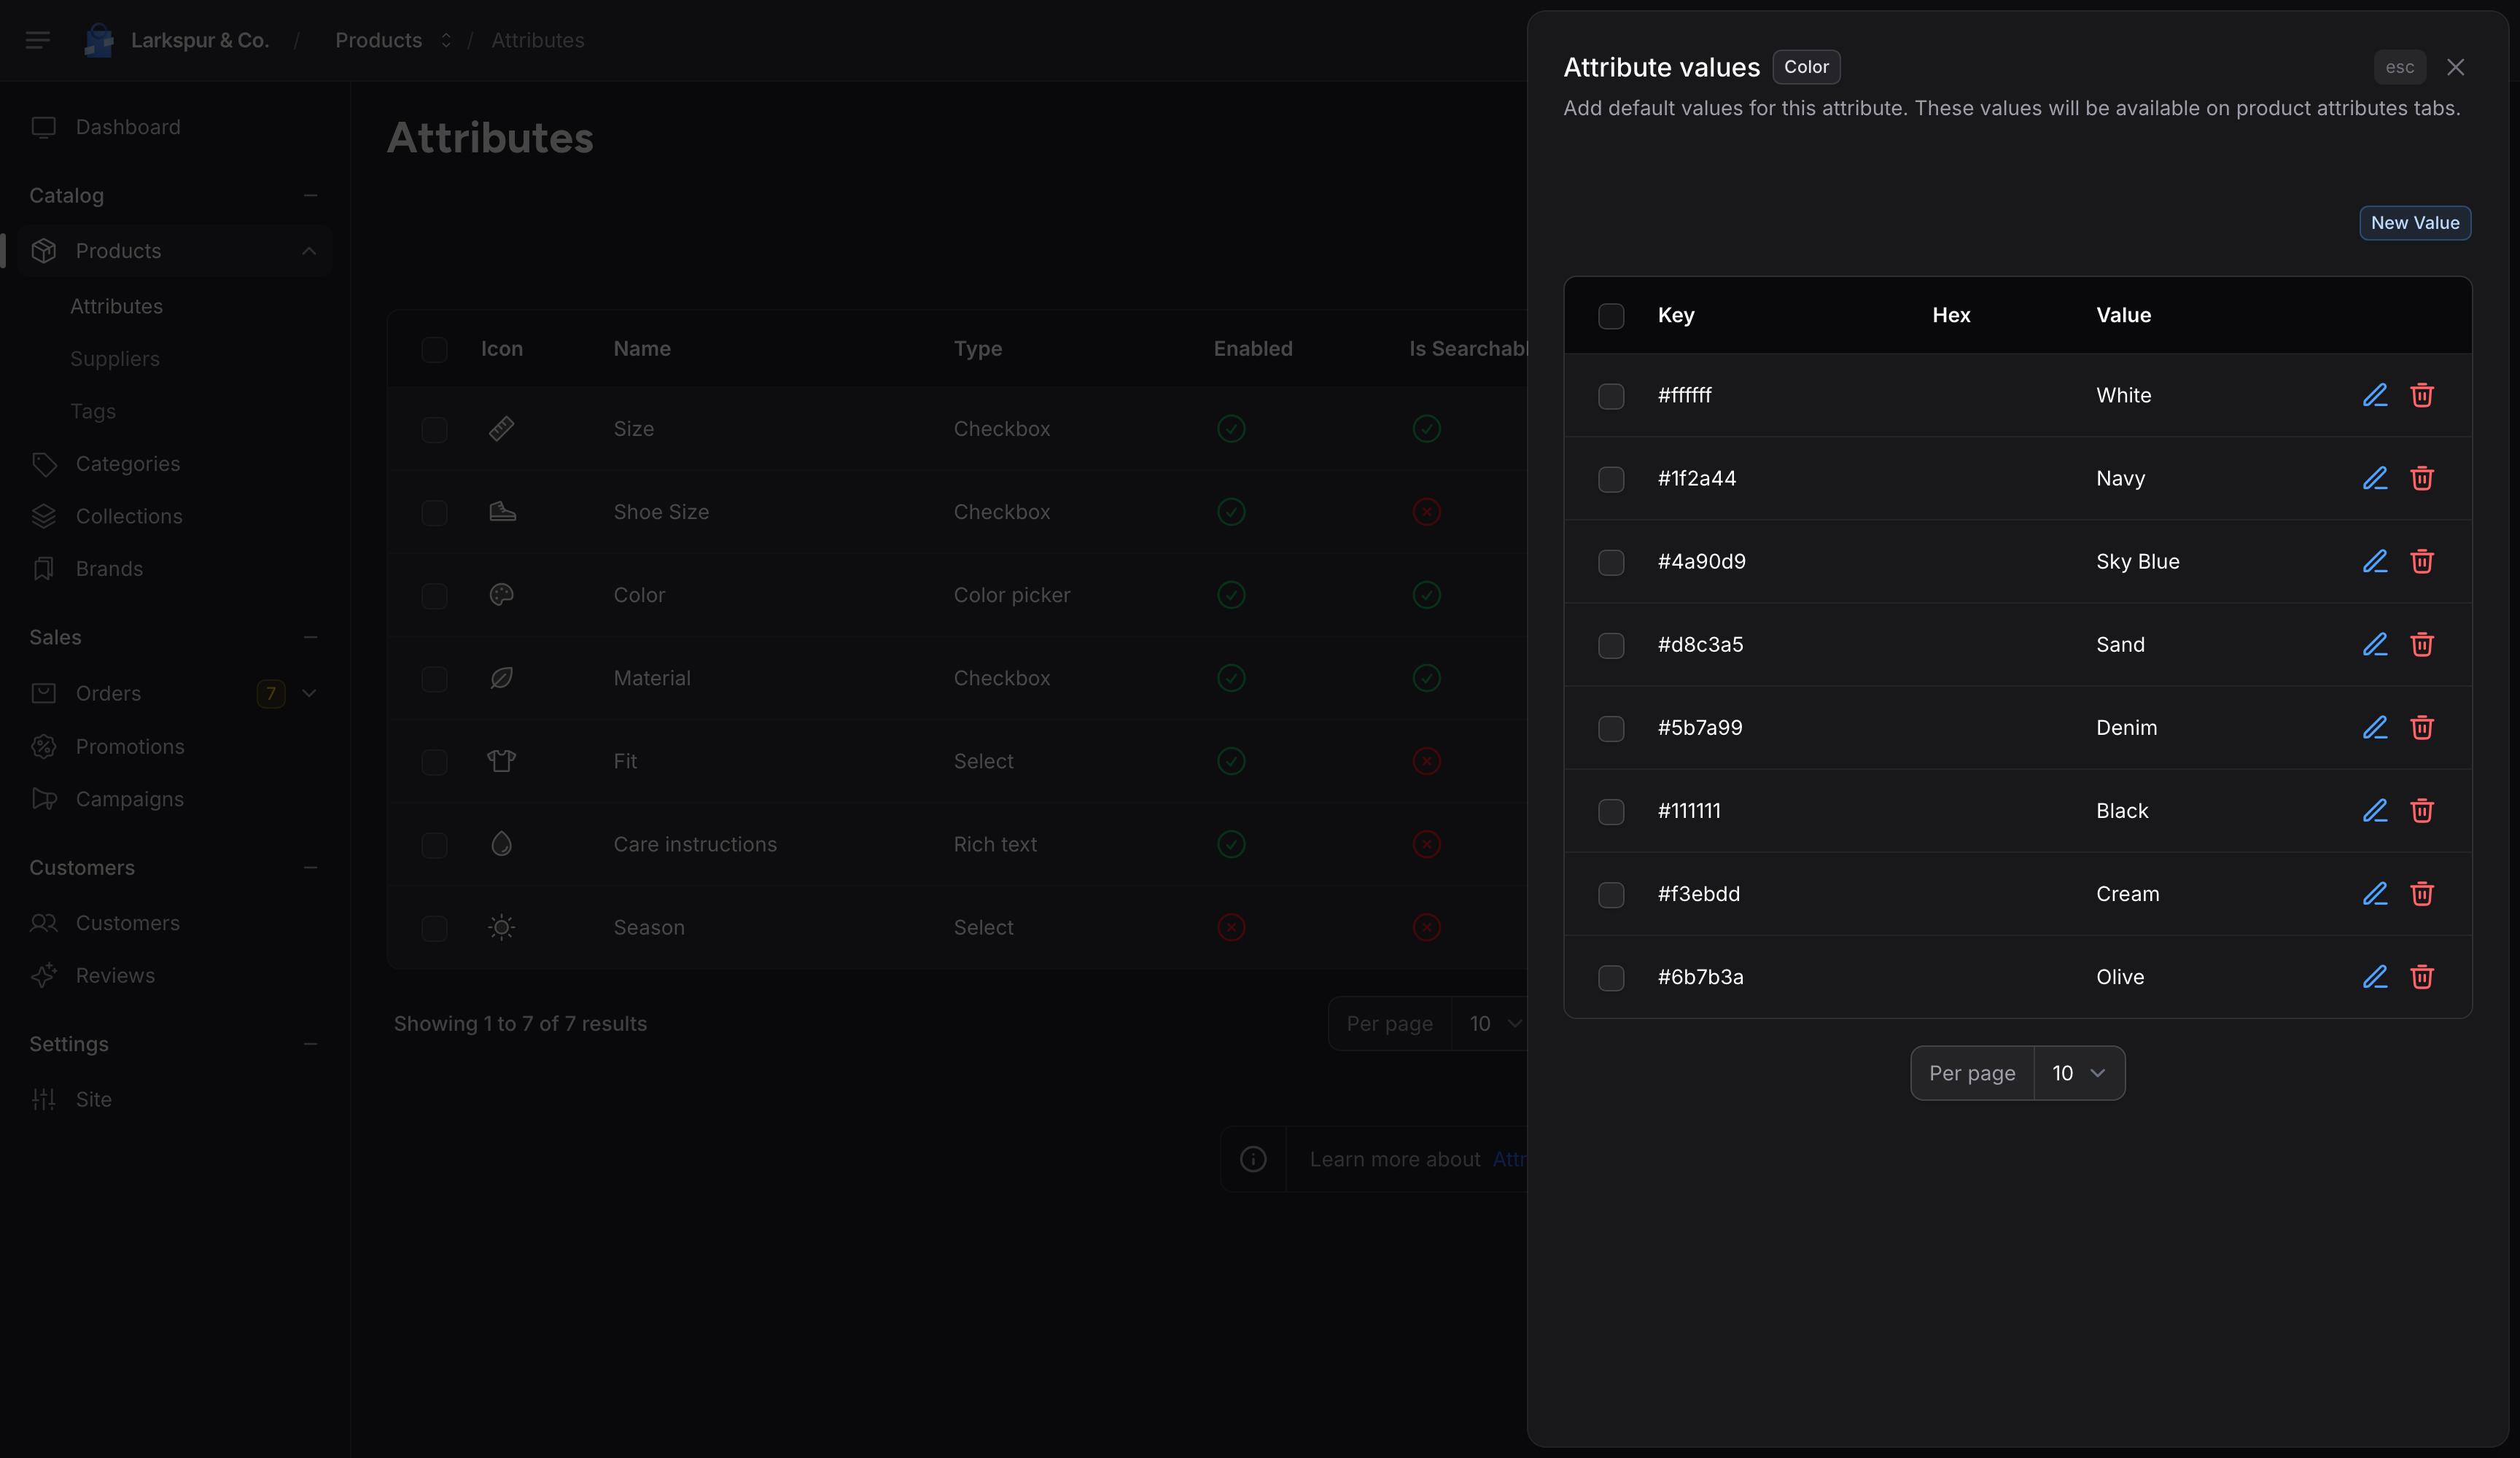 Larkspur & Co. / Products / Attributes
Dashboard
Catalog
Products
Attributes
Suppliers
Tags
Categories
Collections
Brands
Sales
Orders 7
Promotions
Campaigns
Customers
Customers
Reviews
Settings
Site
Attributes
Icon Name Type Enabled Is Searchabl
Size Checkbox
Shoe Size Checkbox
Color Color picker
Material Checkbox
Fit Select
Care instructions Rich text
Season Select
Showing 1 to 7 of 7 results
Per page 10
Learn more about Attr
Attribute values Color
esc
Add default values for this attribute. These values will be available on product attributes tabs.
New Value
Key Hex Value
#ffffff White
#1f2a44 Navy
#4a90d9 Sky Blue
#d8c3a5 Sand
#5b7a99 Denim
#111111 Black
#f3ebdd Cream
#6b7b3a Olive
Per page 10